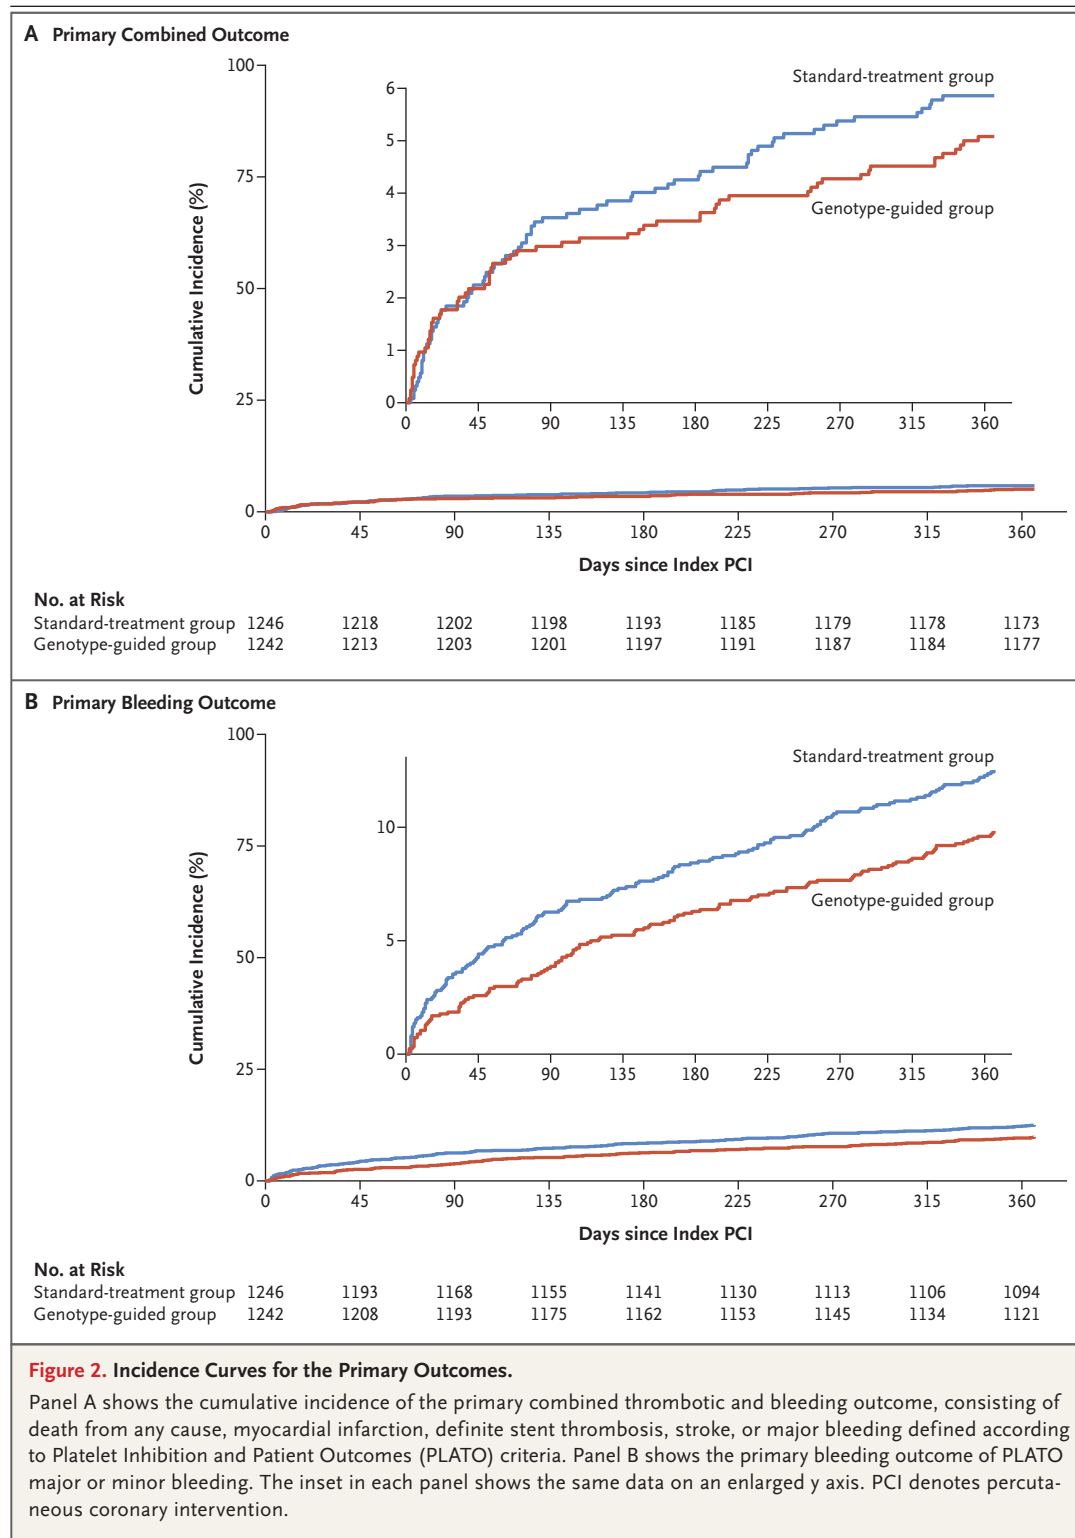 A Primary Combined Outcome
100
75
50
25
0
Cumulative Incidence (%)
6
5
4
3
2
1
0
Standard-treatment group
Genotype-guided group
0 45 90 135 180 225 270 315 360
0 45 90 135 180 225 270 315 360
Days since Index PCI
No. at Risk
Standard-treatment group 1246 1218 1202 1198 1193 1185 1179 1178 1173
Genotype-guided group 1242 1213 1203 1201 1197 1191 1187 1184 1177
B Primary Bleeding Outcome
100
75
50
25
0
Cumulative Incidence (%)
10
5
0
Standard-treatment group
Genotype-guided group
0 45 90 135 180 225 270 315 360
0 45 90 135 180 225 270 315 360
Days since Index PCI
No. at Risk
Standard-treatment group 1246 1193 1168 1155 1141 1130 1113 1106 1094
Genotype-guided group 1242 1208 1193 1175 1162 1153 1145 1134 1121
Figure 2. Incidence Curves for the Primary Outcomes.
Panel A shows the cumulative incidence of the primary combined thrombotic and bleeding outcome, consisting of
death from any cause, myocardial infarction, definite stent thrombosis, stroke, or major bleeding defined according
to Platelet Inhibition and Patient Outcomes (PLATO) criteria. Panel B shows the primary bleeding outcome of PLATO
major or minor bleeding. The inset in each panel shows the same data on an enlarged y axis. PCI denotes percuta-
neous coronary intervention.